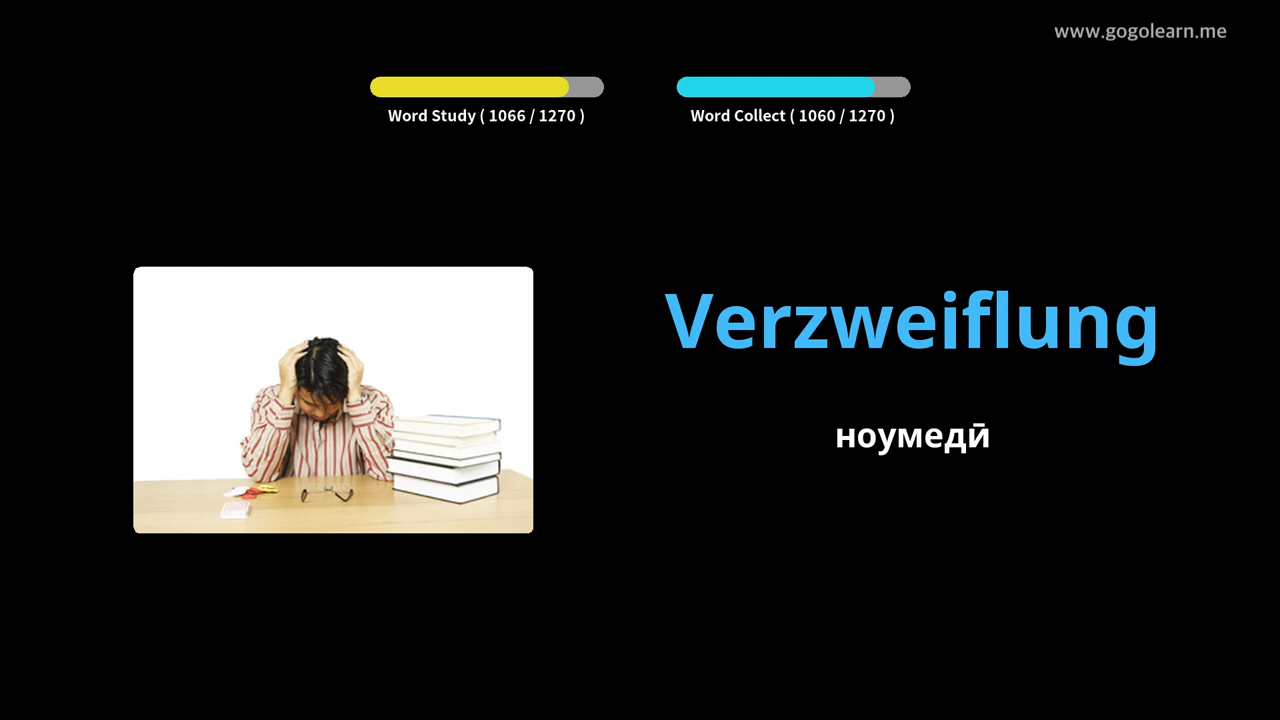 www.gogolearn.me
Word Study ( 1066 / 1270 )
Word Collect ( 1060 / 1270 )
Verzweiflung
ноумедӣ